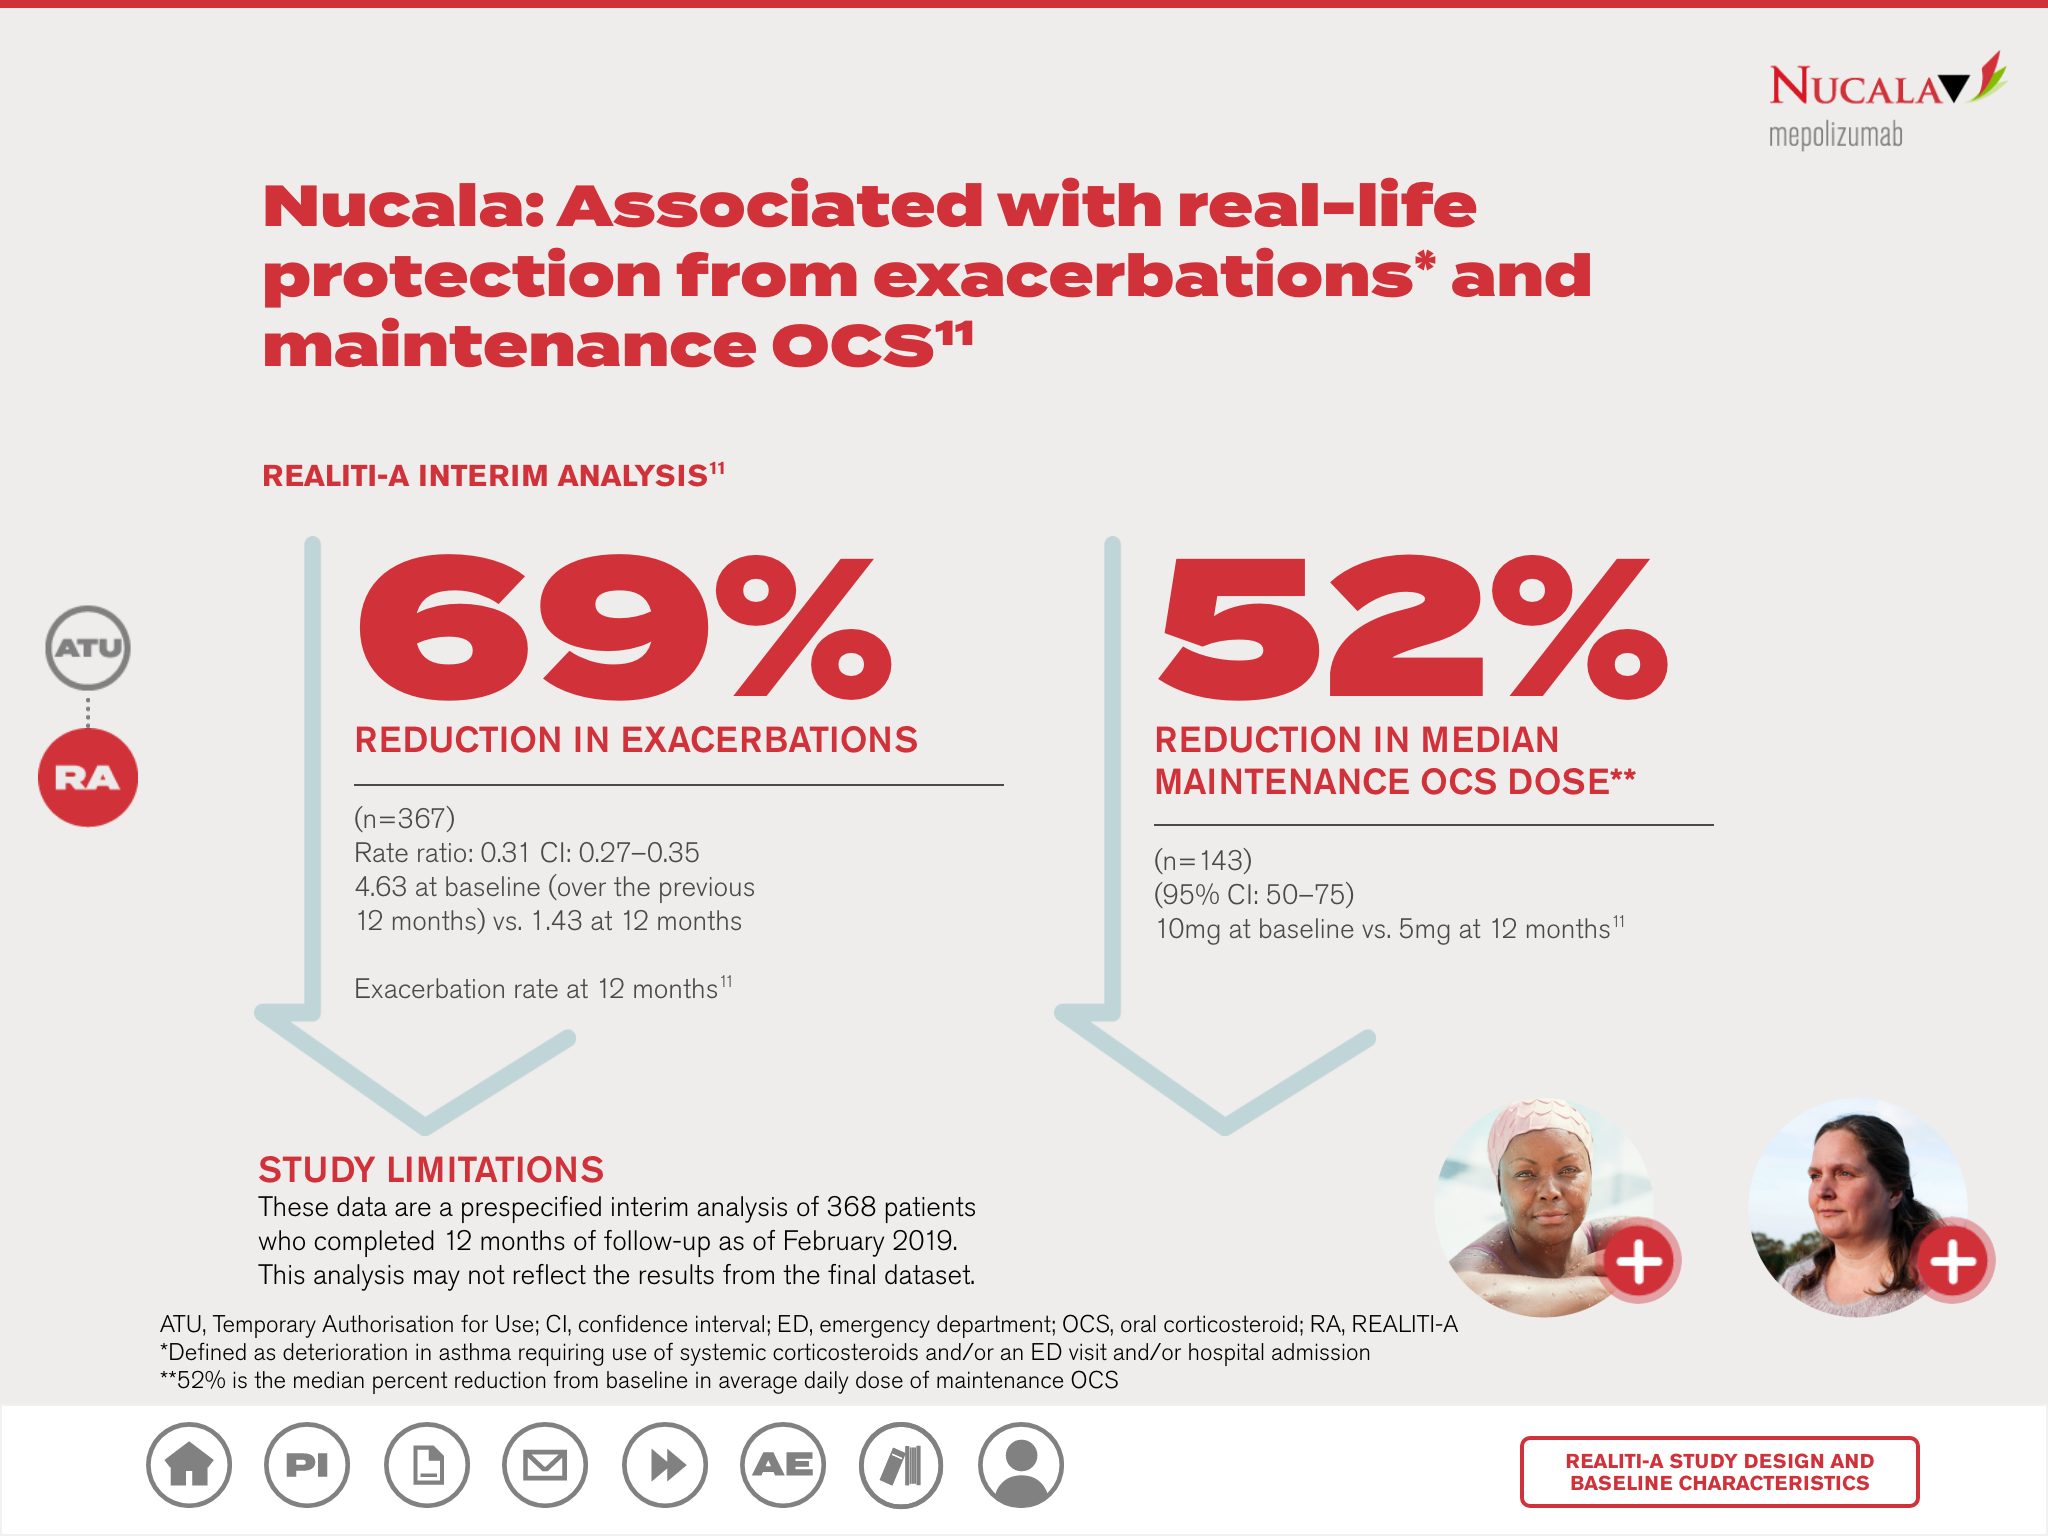 NUCALA▼
mepolizumab
Nucala: Associated with real-life
protection from exacerbations* and
maintenance OCS¹¹
REALITI-A INTERIM ANALYSIS¹¹
69%
REDUCTION IN EXACERBATIONS
(n=367)
Rate ratio: 0.31 CI: 0.27–0.35
4.63 at baseline (over the previous
12 months) vs. 1.43 at 12 months
Exacerbation rate at 12 months¹¹
52%
REDUCTION IN MEDIAN
MAINTENANCE OCS DOSE**
(n=143)
(95% CI: 50–75)
10mg at baseline vs. 5mg at 12 months¹¹
ATU
RA
STUDY LIMITATIONS
These data are a prespecified interim analysis of 368 patients
who completed 12 months of follow-up as of February 2019.
This analysis may not reflect the results from the final dataset.
ATU, Temporary Authorisation for Use; CI, confidence interval; ED, emergency department; OCS, oral corticosteroid; RA, REALITI-A
*Defined as deterioration in asthma requiring use of systemic corticosteroids and/or an ED visit and/or hospital admission
**52% is the median percent reduction from baseline in average daily dose of maintenance OCS
PI
AE
REALITI-A STUDY DESIGN AND
BASELINE CHARACTERISTICS